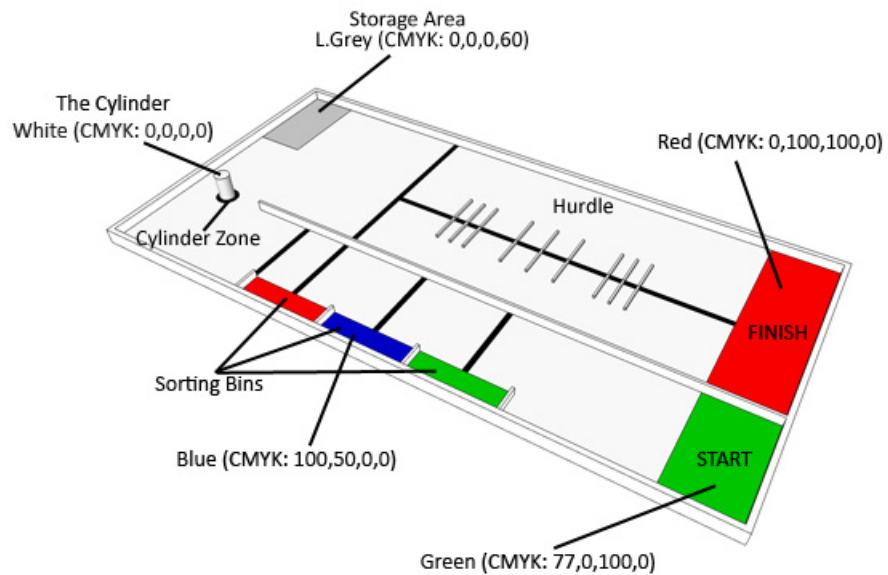 Storage Area
L.Grey (CMYK: 0,0,0,60)
The Cylinder
White (CMYK: 0,0,0,0)
Red (CMYK: 0,100,100,0)
Hurdle
Cylinder Zone
FINISH
Sorting Bins
START
Blue (CMYK: 100,50,0,0)
Green (CMYK: 77,0,100,0)